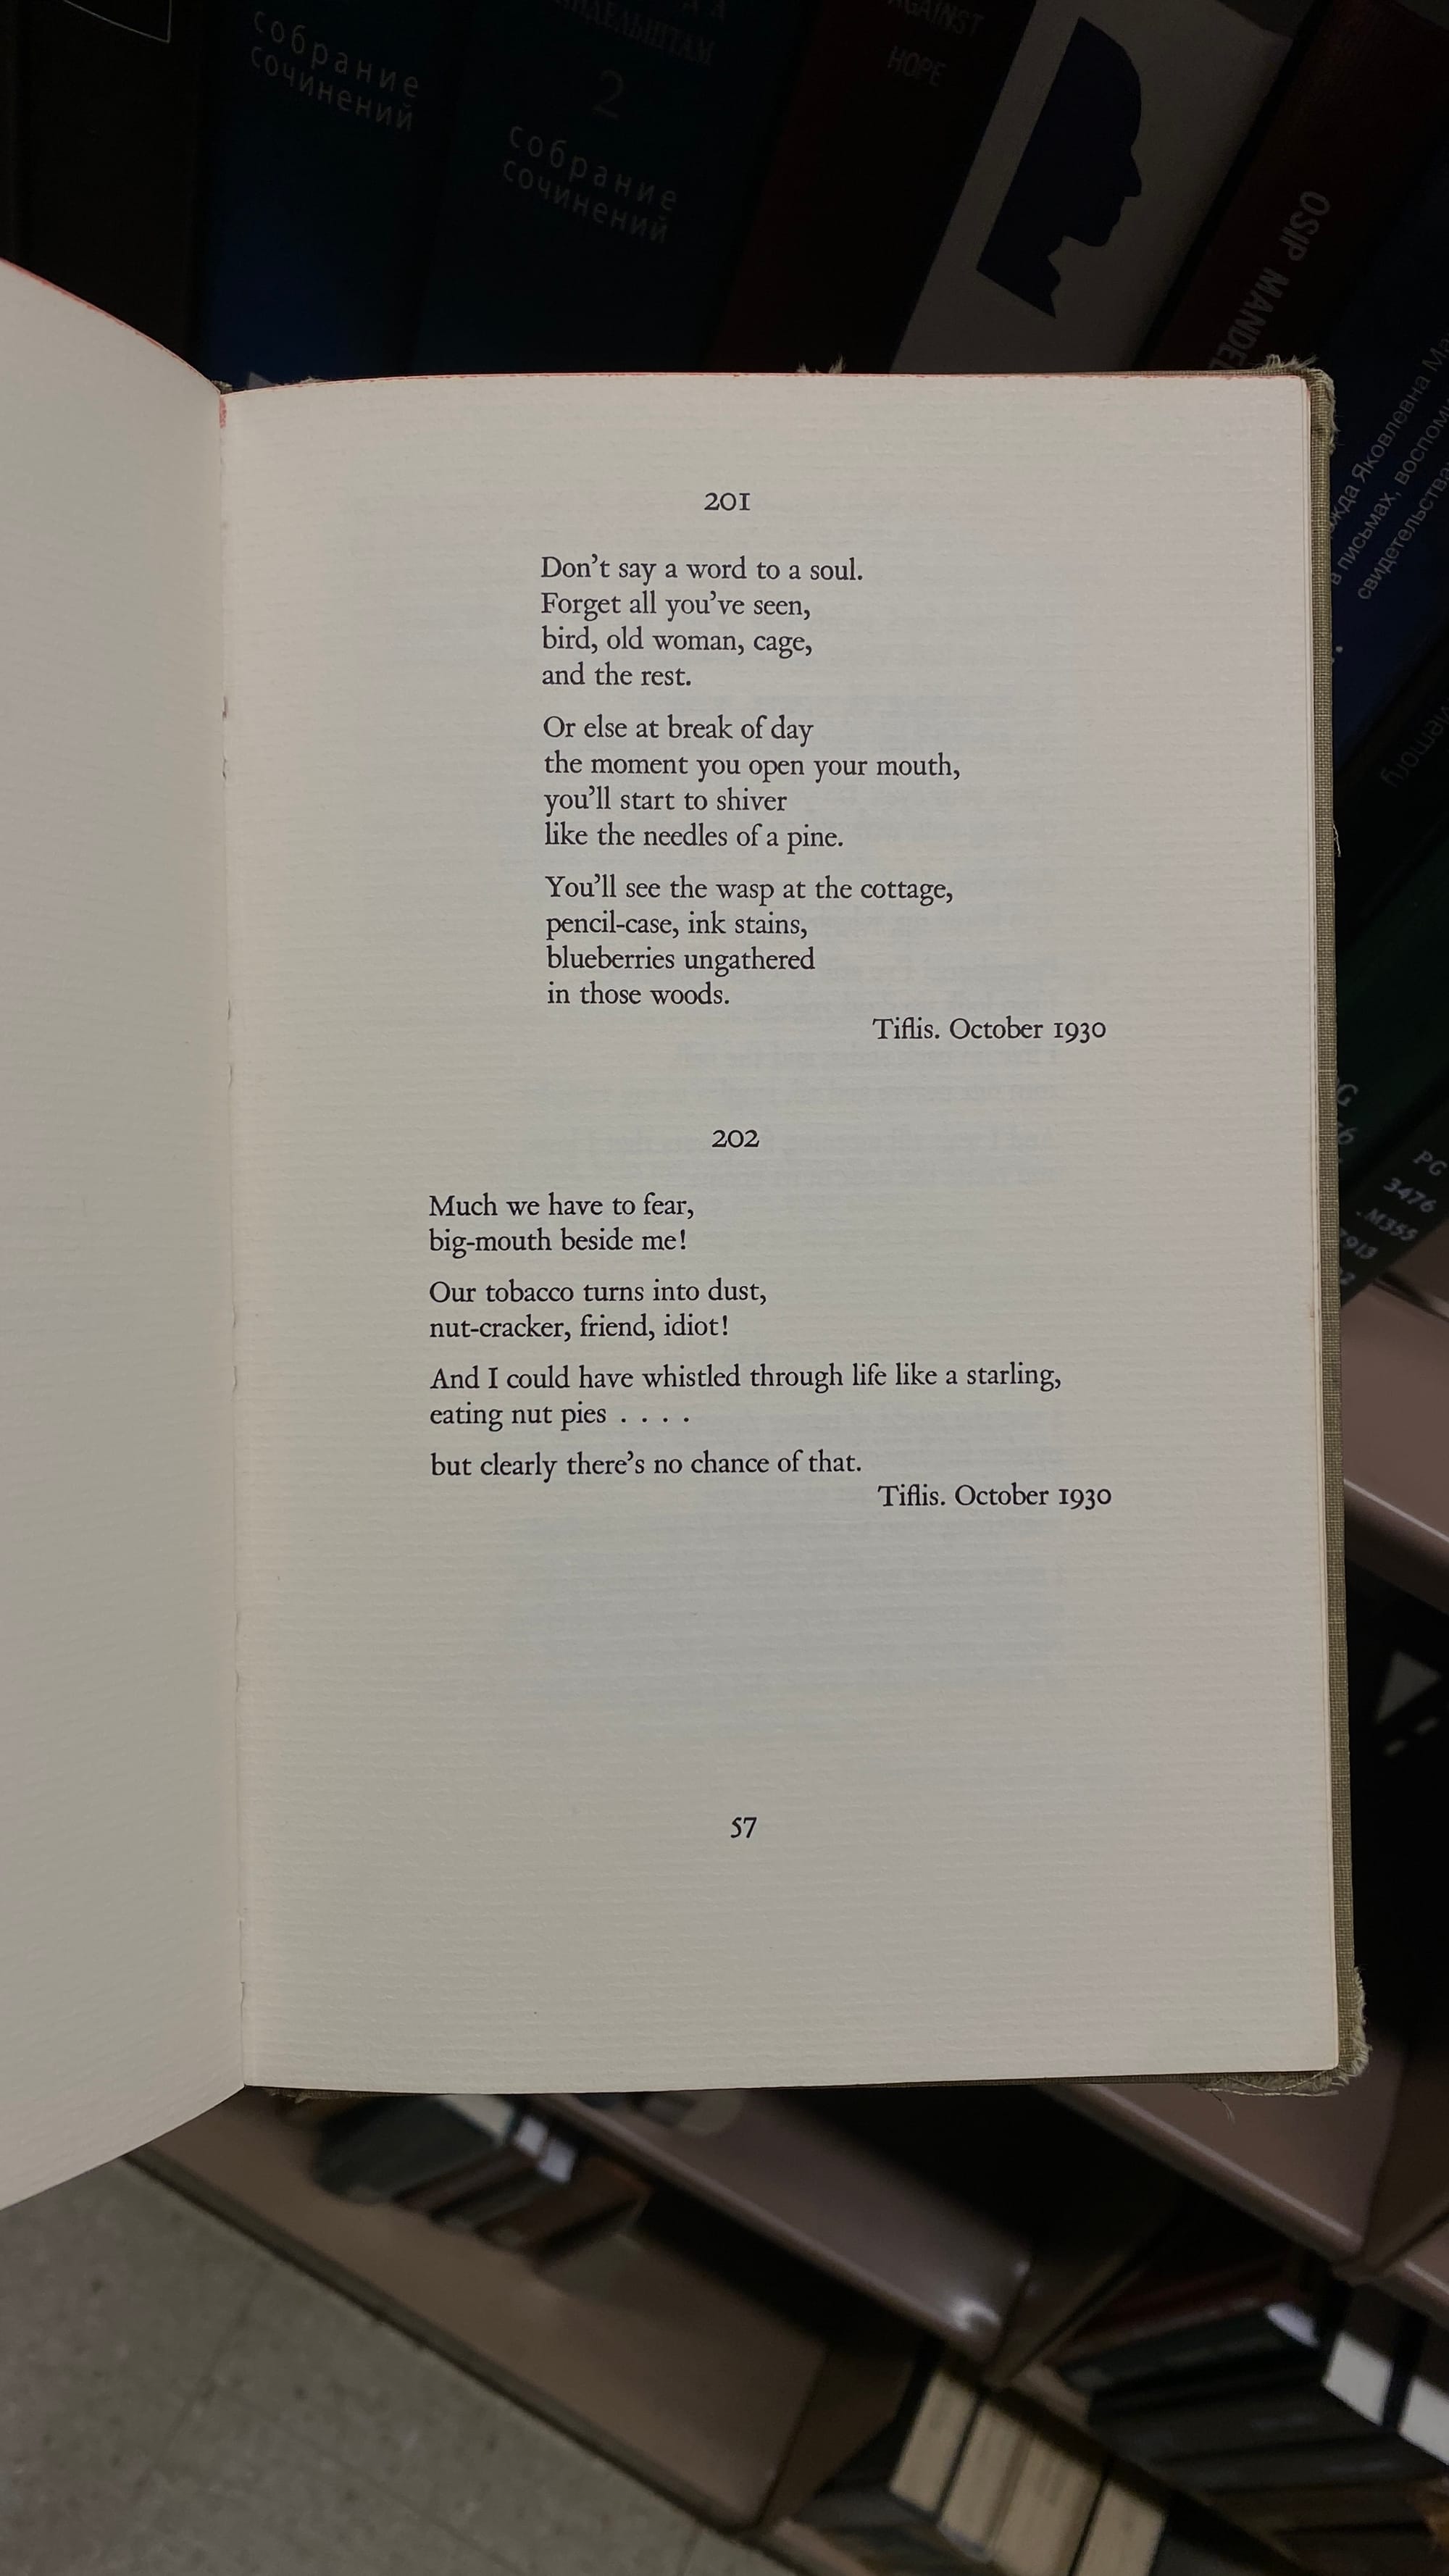 собрание
сочинений
2
собрание
сочинений
AGAINST
HOPE
OSIP
в письмах,
201
Don't say a word to a soul.
Forget all you've seen,
bird, old woman, cage,
and the rest.
Or else at break of day
the moment you open your mouth,
you'll start to shiver
like the needles of a pine.
You'll see the wasp at the cottage,
pencil-case, ink stains,
blueberries ungathered
in those woods.
Tiflis. October 1930
202
Much we have to fear,
big-mouth beside me!
Our tobacco turns into dust,
nut-cracker, friend, idiot!
And I could have whistled through life like a starling,
eating nut pies . . . .
but clearly there's no chance of that.
Tiflis. October 1930
57
PG
3476
.M355